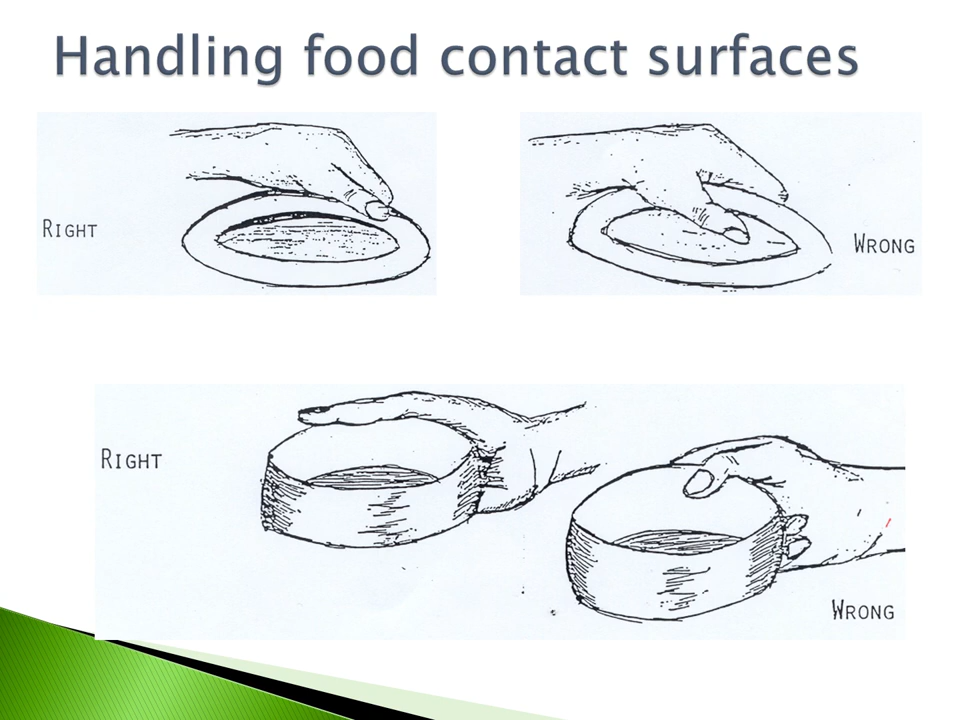 Handling food contact surfaces
RIGHT
WRONG
RIGHT
WRONG